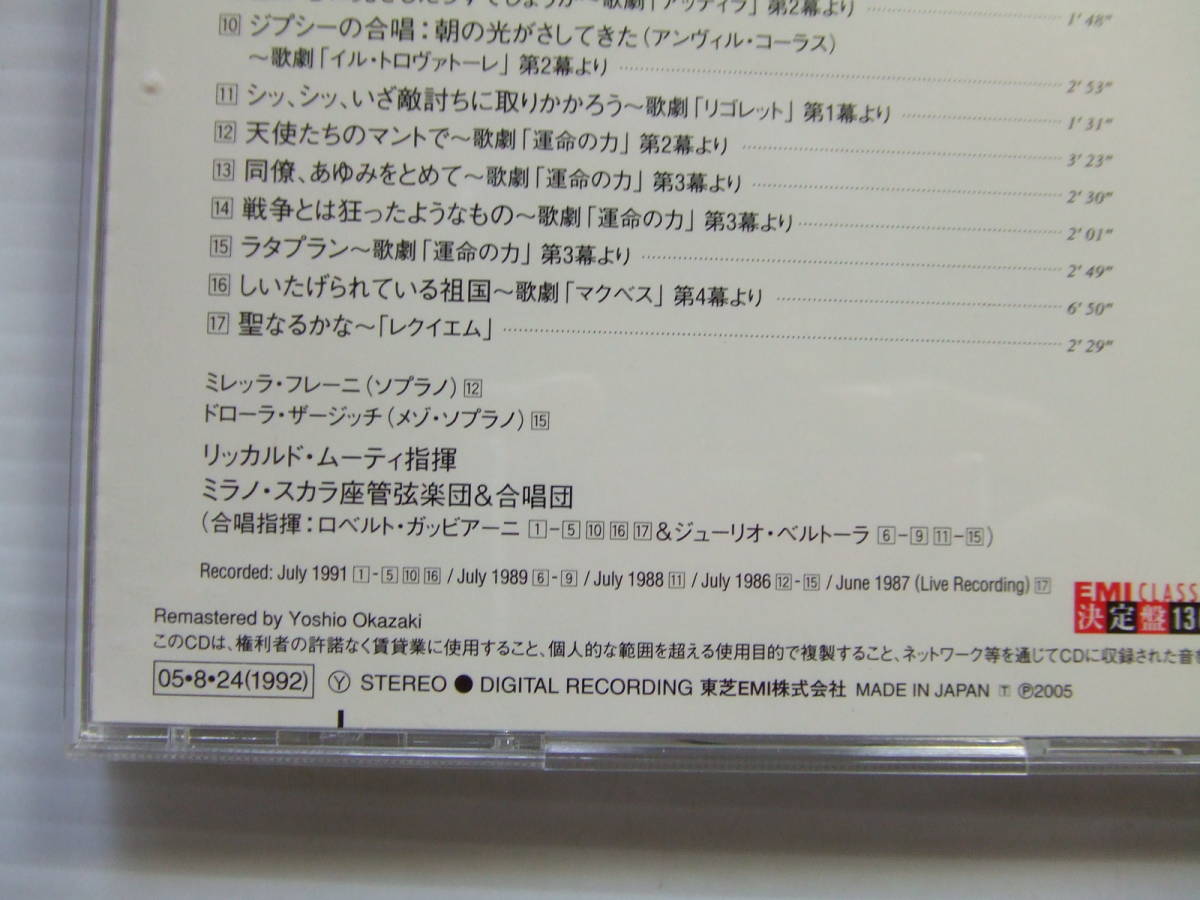 歌劇「アッティラ」第2幕より 1′48″
10 ジプシーの合唱：朝の光がさしてきた（アンヴィル・コーラス）
〜歌劇「イル・トロヴァトーレ」第2幕より 2′53″
11 シッ、シッ、いざ敵討ちに取りかかろう〜歌劇「リゴレット」第1幕より 1′31″
12 天使たちのマントで〜歌劇「運命の力」第2幕より 3′23″
13 同僚、あゆみをとめて〜歌劇「運命の力」第3幕より 2′30″
14 戦争とは狂ったようなもの〜歌劇「運命の力」第3幕より 2′01″
15 ラタプラン〜歌劇「運命の力」第3幕より 2′49″
16 しいたげられている祖国〜歌劇「マクベス」第4幕より 6′50″
17 聖なるかな〜「レクイエム」 2′29″
ミレッラ・フレーニ（ソプラノ）12
ドローラ・ザージッチ（メゾ・ソプラノ）15
リッカルド・ムーティ指揮
ミラノ・スカラ座管弦楽団＆合唱団
（合唱指揮：ロベルト・ガッビアーニ 1-5 10 16 17＆ジューリオ・ベルトーラ 6-9 11-15）
Recorded: July 1991 1-5 10 16 / July 1989 6-9 / July 1988 11 / July 1986 12-15 / June 1987 (Live Recording) 17
EMI CLASS
決定盤 13
Remastered by Yoshio Okazaki
このCDは、権利者の許諾なく賃貸業に使用すること、個人的な範囲を超える使用目的で複製すること、ネットワーク等を通じてCDに収録された音を
05•8•24(1992) Ⓨ STEREO ● DIGITAL RECORDING 東芝EMI株式会社 MADE IN JAPAN T ℗2005